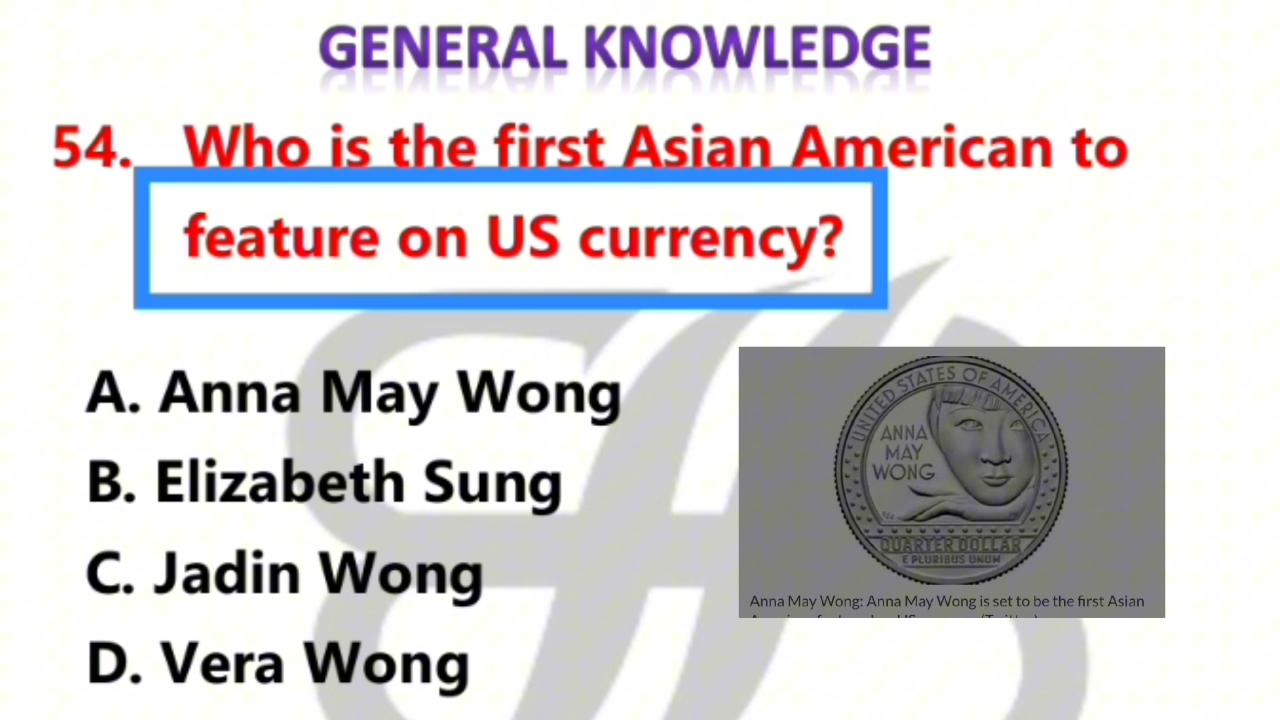 GENERAL KNOWLEDGE
54. Who is the first Asian American to
feature on US currency?
A. Anna May Wong
B. Elizabeth Sung
C. Jadin Wong
D. Vera Wong
UNITED STATES OF AMERICA
ANNA
MAY
WONG
QUARTER DOLLAR
E PLURIBUS UNUM
Anna May Wong: Anna May Wong is set to be the first Asian